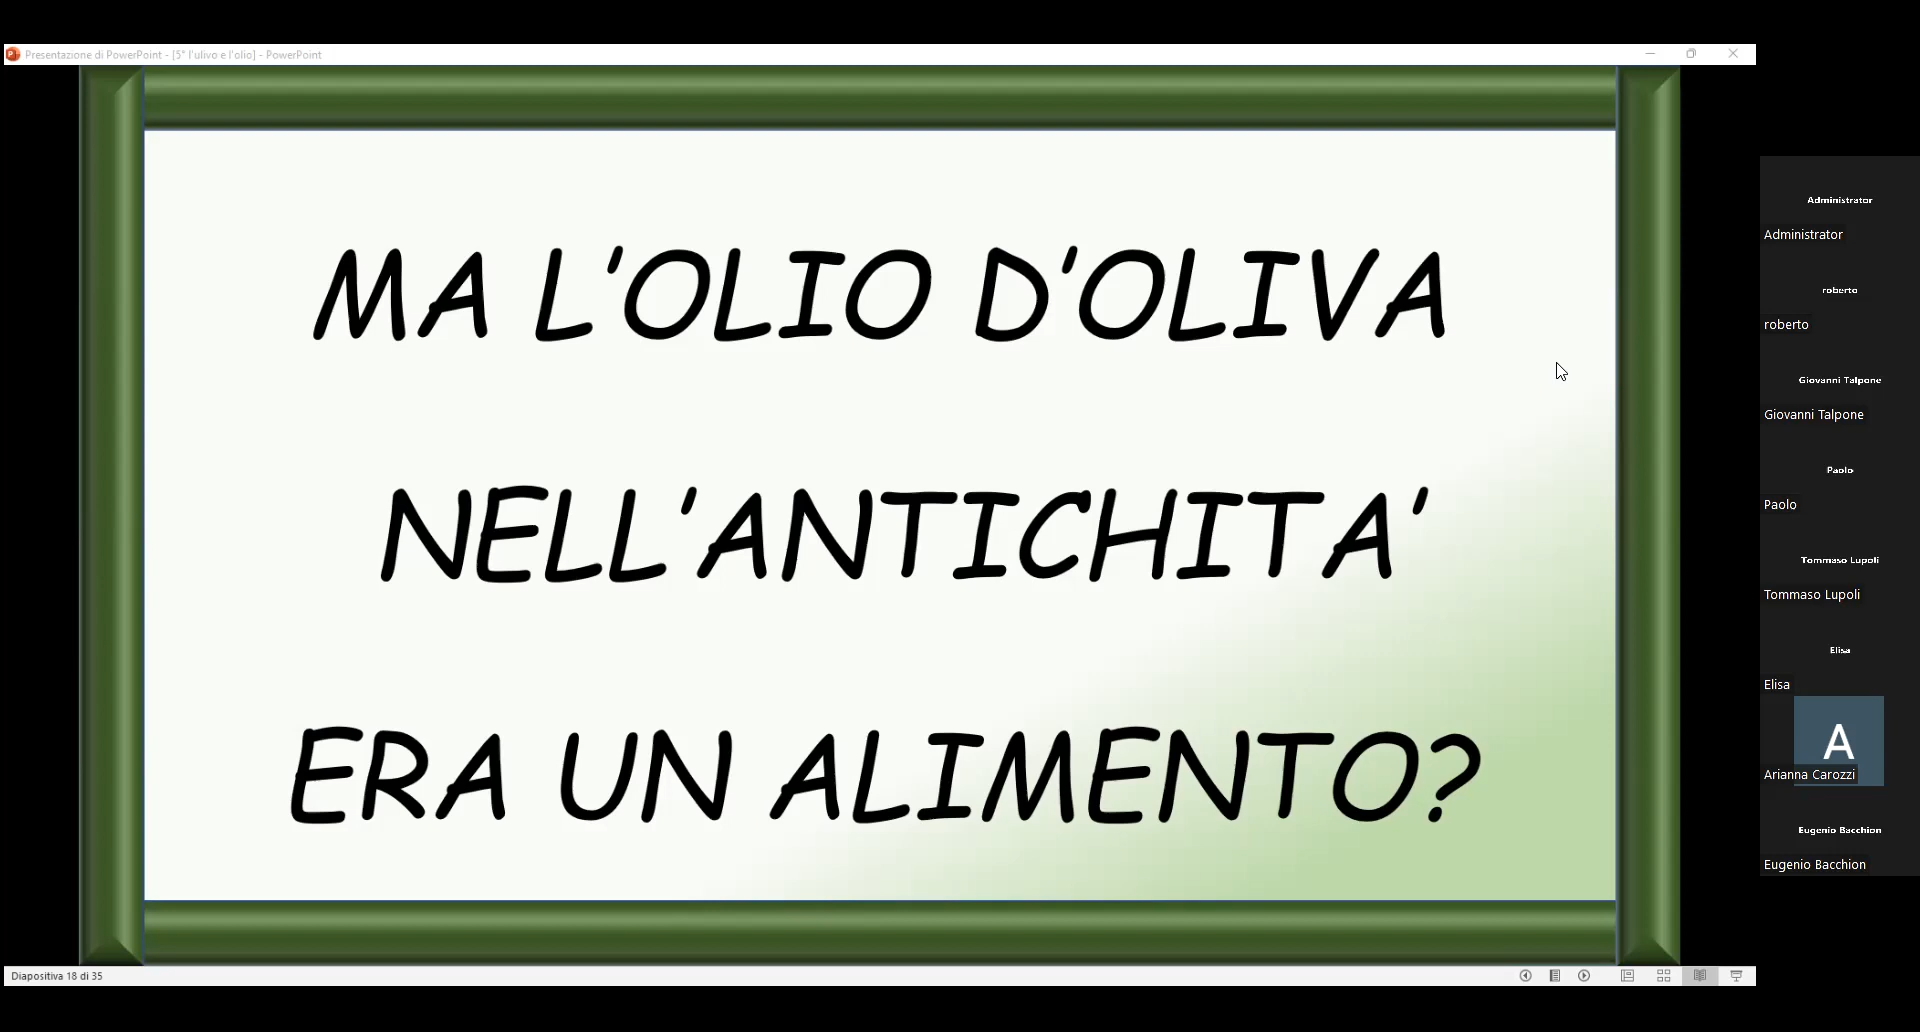 Presentazione di PowerPoint - [5° l'ulivo e l'olio] - PowerPoint
MA L'OLIO D'OLIVA
NELL'ANTICHITA'
ERA UN ALIMENTO?
Diapositiva 18 di 35
Administrator
Administrator
roberto
roberto
Giovanni Talpone
Giovanni Talpone
Paolo
Paolo
Tommaso Lupoli
Tommaso Lupoli
Elisa
Elisa
A
Arianna Carozzi
Eugenio Bacchion
Eugenio Bacchion